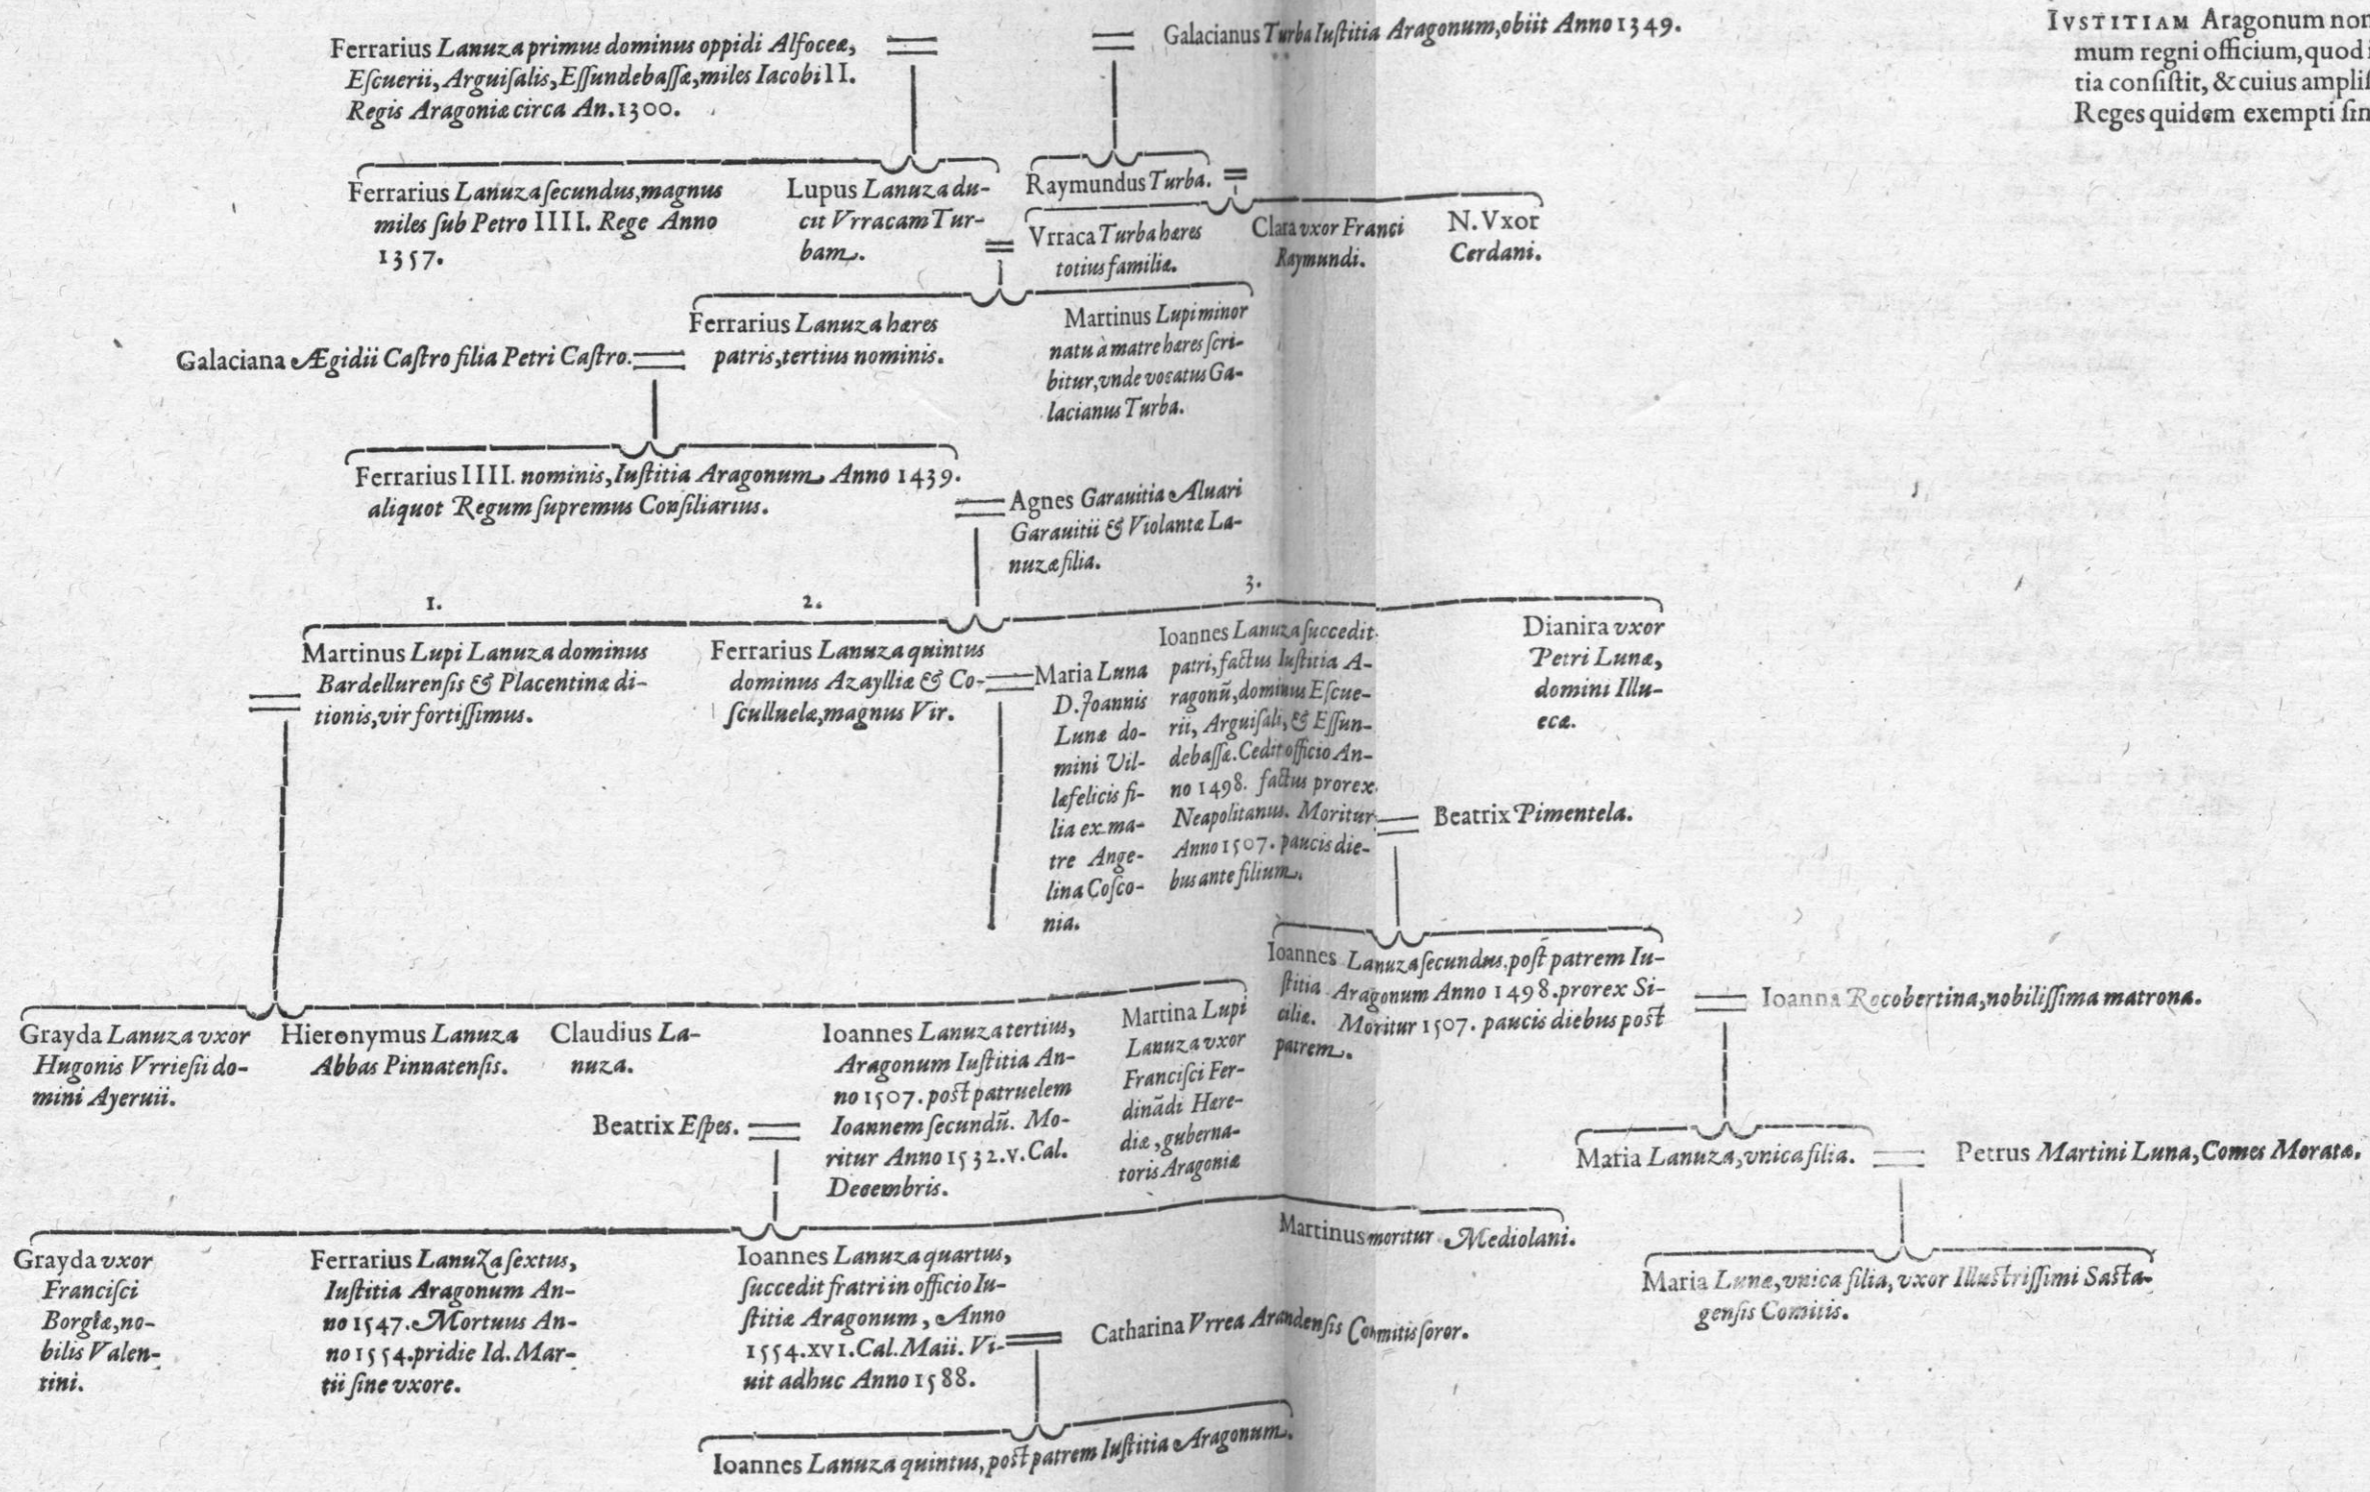 Ferrarius Lanuza primus dominus oppidi Alfoceæ,
Eſcuerii, Arguiſalis, Eſſundebaſſæ, miles Iacobi II.
Regis Aragoniæ circa An. 1300.
Galacianus Turba Iuſtitia Aragonum, obiit Anno 1349.
IVSTITIAM Aragonum non
mum regni officium, quod i
tia conſiſtit, & cuius ampliſ
Reges quidem exempti ſin
Ferrarius Lanuza ſecundus, magnus
miles ſub Petro IIII. Rege Anno
1357.
Lupus Lanuza du-
cit Vrracam Tur-
bam.
Raymundus Turba.
Vrraca Turba hæres
totius familiæ.
Clara vxor Franci
Raymundi.
N. Vxor
Cerdani.
Galaciana Ægidii Caſtro filia Petri Caſtro.
Ferrarius Lanuza hæres
patris, tertius nominis.
Martinus Lupi minor
natu à matre hæres ſcri-
bitur, vnde vocatus Ga-
lacianus Turba.
Ferrarius IIII. nominis, Iuſtitia Aragonum Anno 1439.
aliquot Regum ſupremus Conſiliarius.
Agnes Garauitia Aluari
Garauitii & Violantæ La-
nuzæ filia.
1.
2.
3.
Martinus Lupi Lanuza dominus
Bardellurenſis & Placentinæ di-
tionis, vir fortiſſimus.
Ferrarius Lanuza quintus
dominus Azaylliæ & Co-
ſculluelæ, magnus Vir.
Maria Luna
D. Joannis
Lunæ do-
mini Vil-
læfelicis fi-
lia ex ma-
tre Ange-
lina Coſco-
nia.
Ioannes Lanuza ſuccedit
patri, factus Iuſtitia A-
ragonũ, dominus Eſcue-
rii, Arguiſali, & Eſſun-
debaſſæ. Cedit officio An-
no 1498. factus prorex
Neapolitanus. Moritur
Anno 1507. paucis die-
bus ante filium.
Dianira vxor
Petri Lunæ,
domini Illu-
ecæ.
Beatrix Pimentela.
Ioannes Lanuza ſecundus, poſt patrem Iu-
ſtitia Aragonum Anno 1498. prorex Si-
ciliæ. Moritur 1507. paucis diebus poſt
patrem.
Ioanna Rocobertina, nobiliſſima matrona.
Grayda Lanuza vxor
Hugonis Vrrieſii do-
mini Ayeruii.
Hieronymus Lanuza
Abbas Pinnatenſis.
Claudius La-
nuza.
Beatrix Eſpes.
Ioannes Lanuza tertius,
Aragonum Iuſtitia An-
no 1507. poſt patruelem
Ioannem ſecundũ. Mo-
ritur Anno 1532. V. Cal.
Decembris.
Martina Lupi
Lanuza vxor
Franciſci Fer-
dinãdi Hære-
diæ, guberna-
toris Aragoniæ
Maria Lanuza, vnica filia.
Petrus Martini Luna, Comes Moratæ.
Grayda vxor
Franciſci
Borgiæ, no-
bilis Valen-
tini.
Ferrarius Lanuza ſextus,
Iuſtitia Aragonum An-
no 1547. Mortuus An-
no 1554. pridie Id. Mar-
tii ſine vxore.
Ioannes Lanuza quartus,
ſuccedit fratri in officio Iu-
ſtitiæ Aragonum, Anno
1554. XVI. Cal. Maii. Vi-
uit adhuc Anno 1588.
Catharina Vrrea Arandenſis Commitis ſoror.
Martinus moritur Mediolani.
Maria Lunæ, vnica filia, vxor Illuſtriſſimi Saſta-
genſis Comitis.
Ioannes Lanuza quintus, poſt patrem Iuſtitia Aragonum.